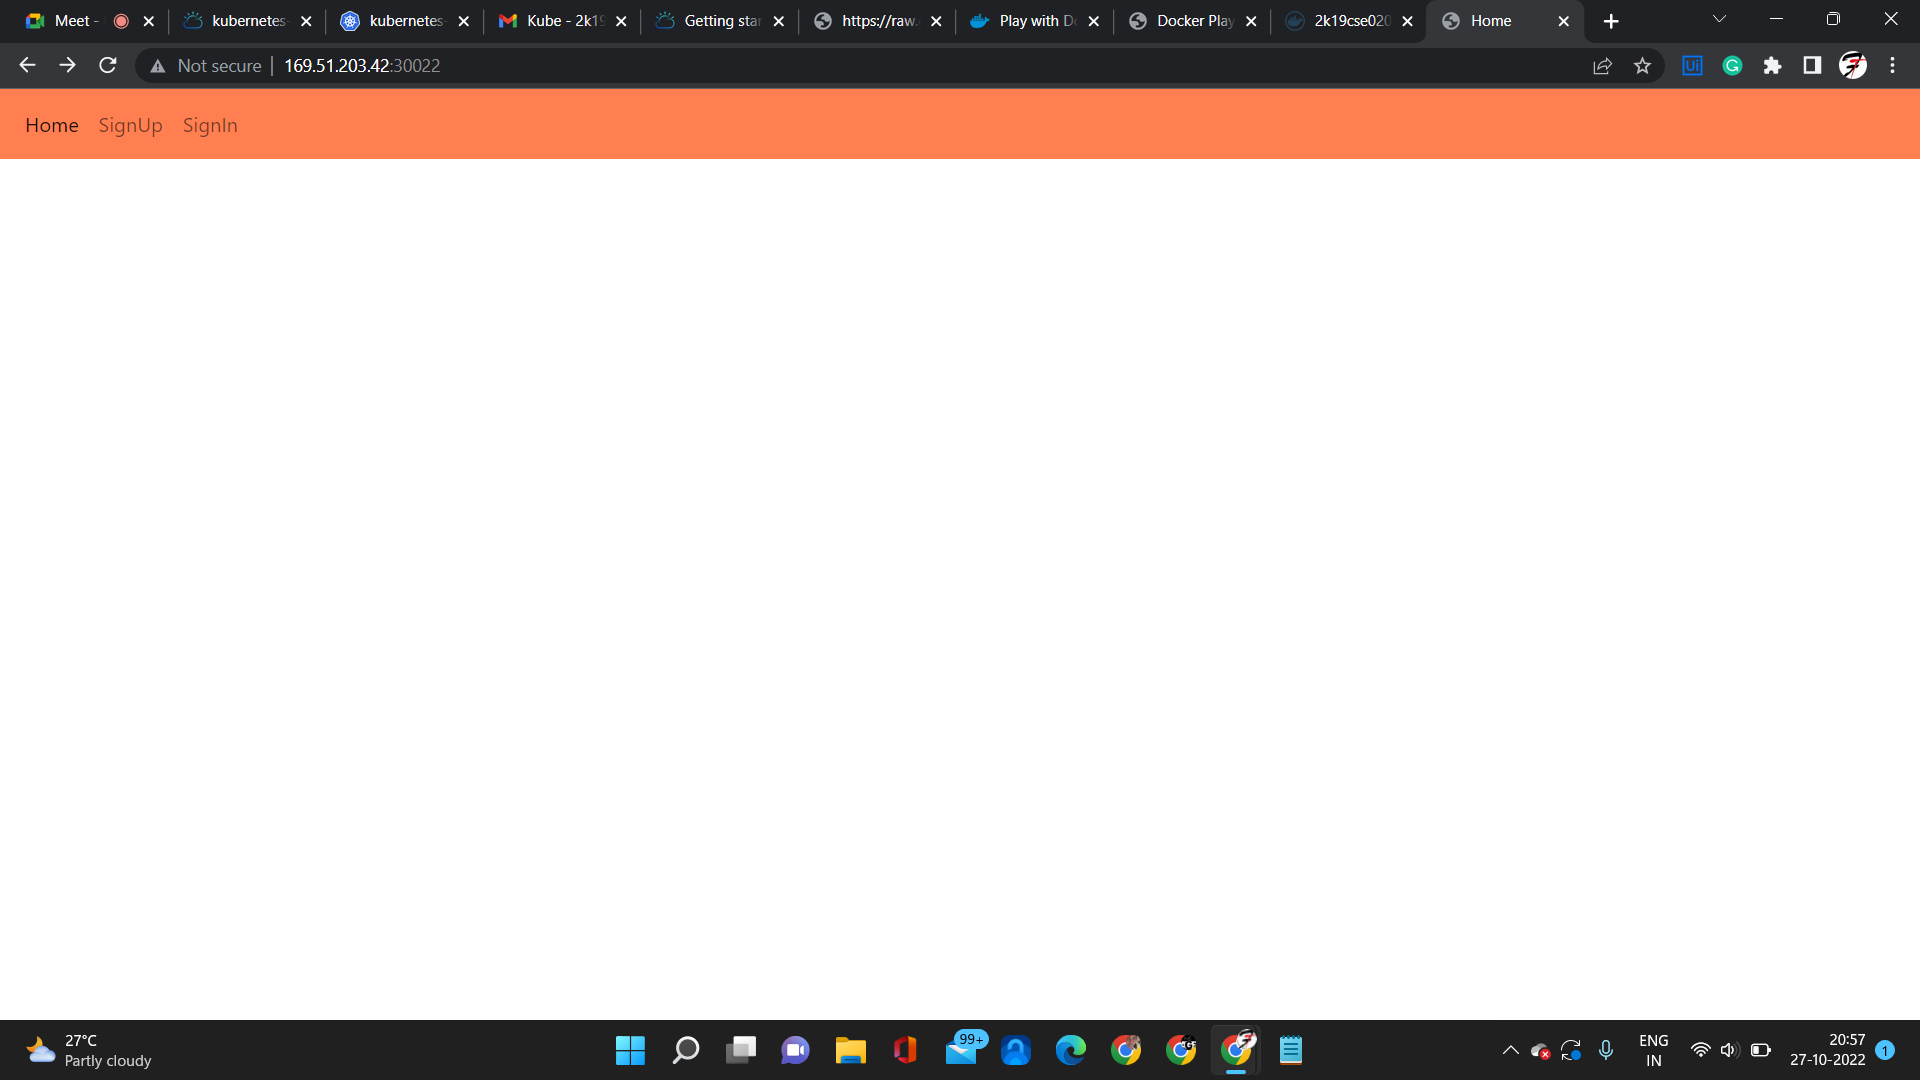 Meet -
kubernetes-
kubernetes-
Kube - 2k19
Getting star
https://raw.
Play with Do
Docker Play
2k19cse020
Home
Not secure
169.51.203.42:30022
Home SignUp SignIn
27°C
Partly cloudy
99+
ENG
IN
20:57
27-10-2022
1